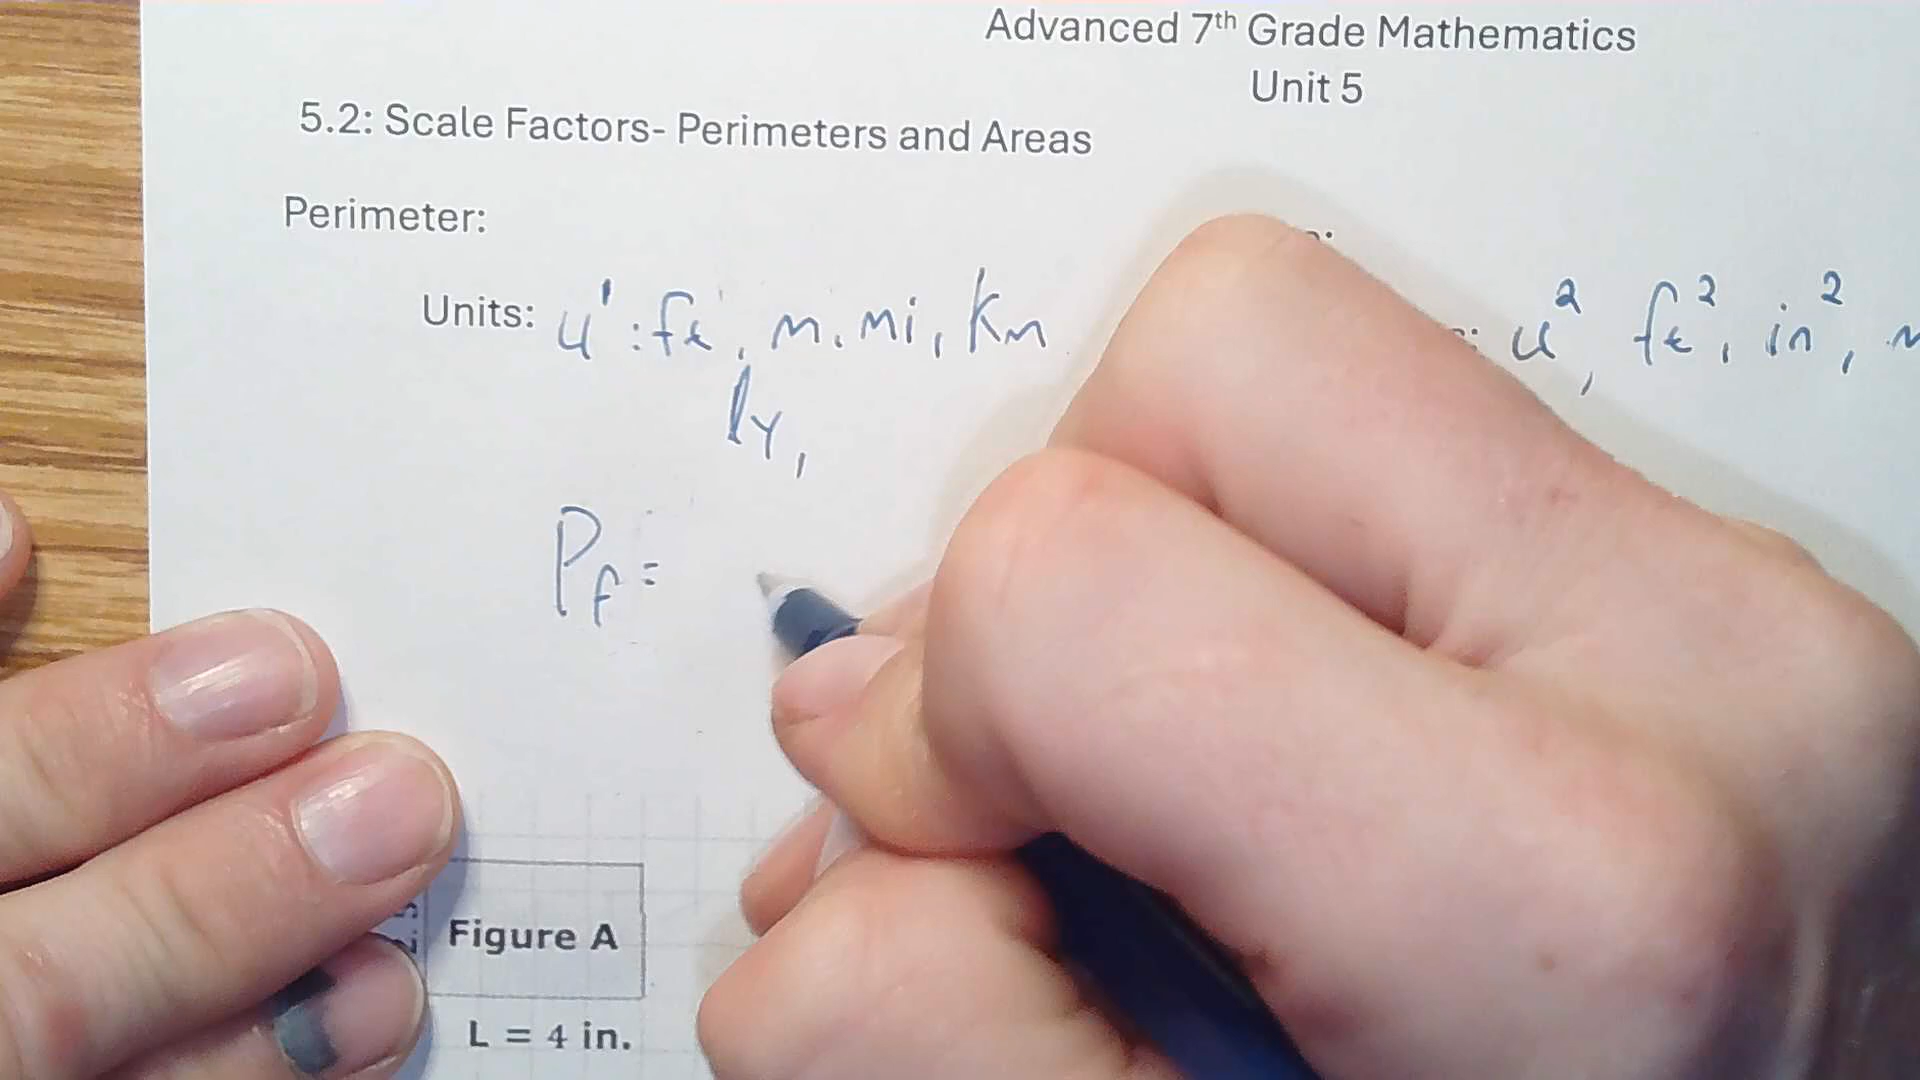 Advanced 7th Grade Mathematics
Unit 5
5.2: Scale Factors- Perimeters and Areas
Perimeter:
Units: u¹: ft, m, mi, km
ly,
u², ft², in²,
Pf =
Figure A
L = 4 in.